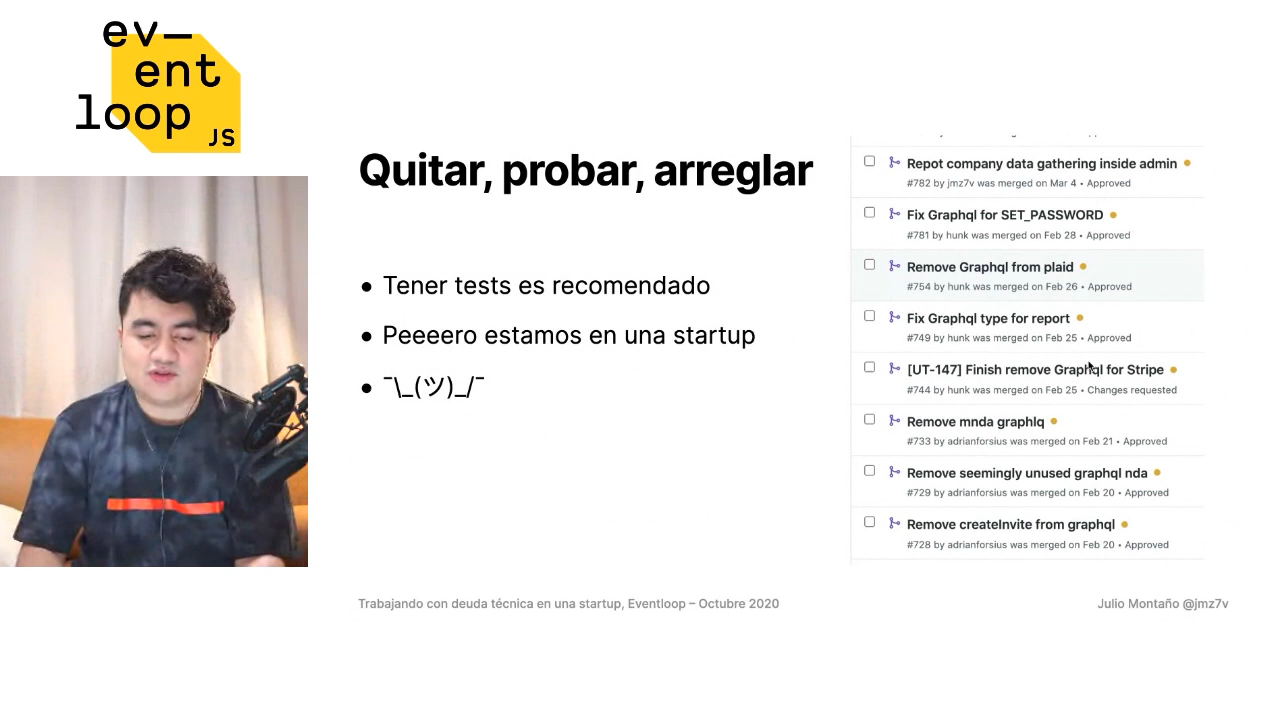 ev—
ent
loop
JS
Quitar, probar, arreglar
• Tener tests es recomendado
• Peeeero estamos en una startup
• ¯\_(ツ)_/¯
Repot company data gathering inside admin
#782 by jmz7v was merged on Mar 4 • Approved
Fix Graphql for SET_PASSWORD
#781 by hunk was merged on Feb 28 • Approved
Remove Graphql from plaid
#754 by hunk was merged on Feb 26 • Approved
Fix Graphql type for report
#749 by hunk was merged on Feb 25 • Approved
[UT-147] Finish remove Graphql for Stripe
#744 by hunk was merged on Feb 25 • Changes requested
Remove mnda graphlq
#733 by adrianforsius was merged on Feb 21 • Approved
Remove seemingly unused graphql nda
#729 by adrianforsius was merged on Feb 20 • Approved
Remove createInvite from graphql
#728 by adrianforsius was merged on Feb 20 • Approved
Trabajando con deuda técnica en una startup, Eventloop – Octubre 2020
Julio Montaño @jmz7v